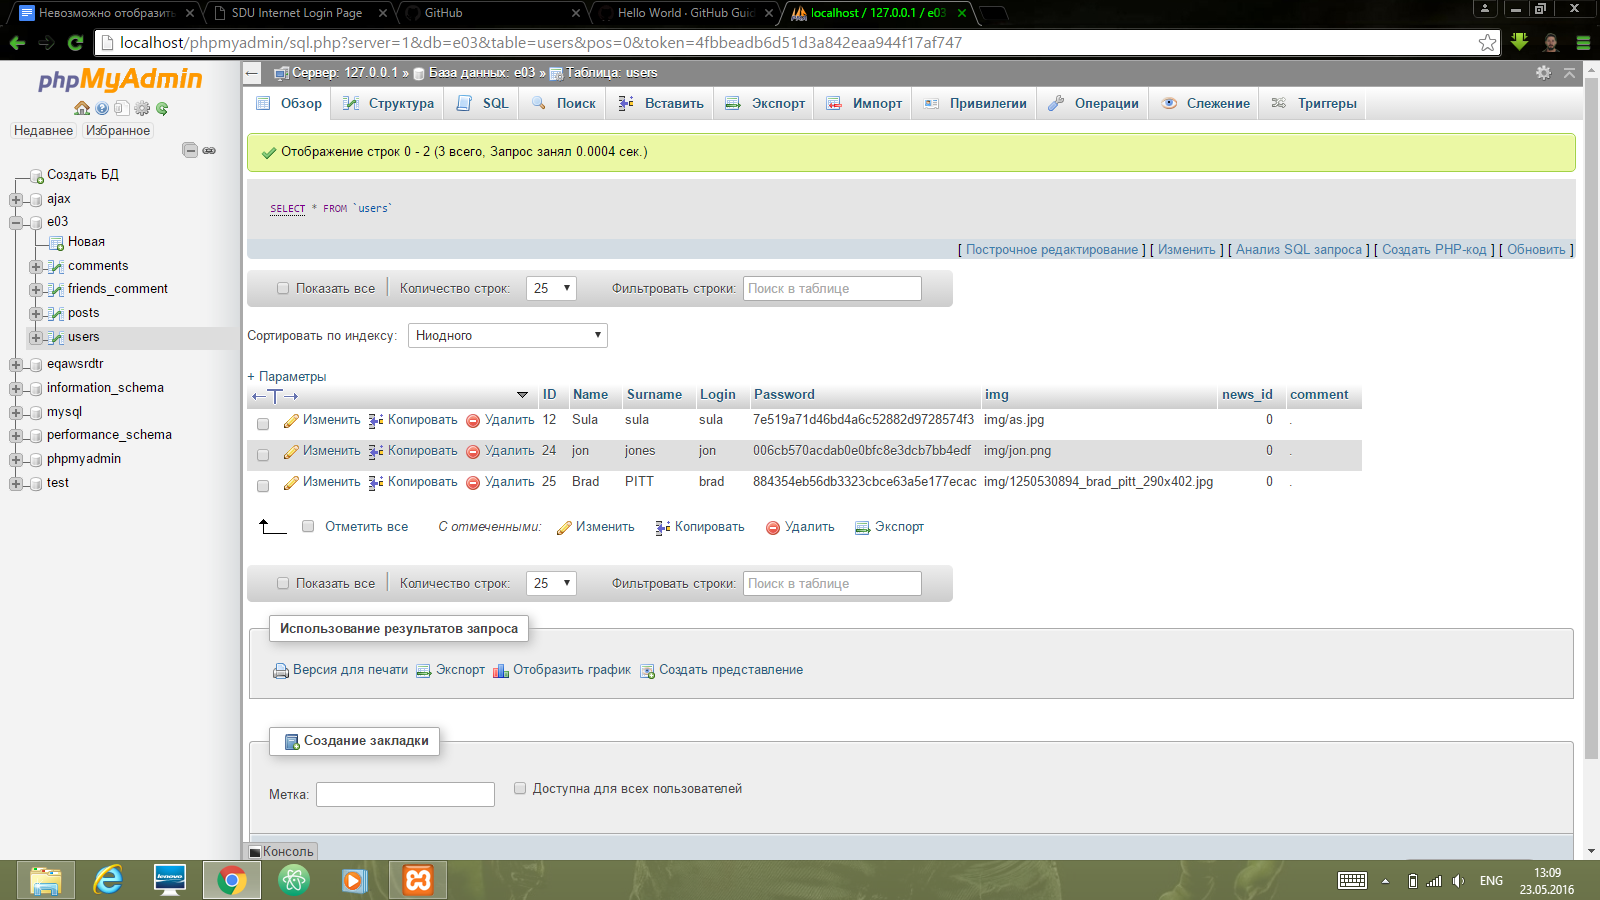 Невозможно отобразить
SDU Internet Login Page
GitHub
Hello World · GitHub Guid
localhost / 127.0.0.1 / e03
localhost/phpmyadmin/sql.php?server=1&db=e03&table=users&pos=0&token=4fbbeadb6d51d3a842eaa944f17af747
phpMyAdmin
Недавнее Избранное
Создать БД
ajax
e03
Новая
comments
friends_comment
posts
users
eqawsrdtr
information_schema
mysql
performance_schema
phpmyadmin
test
Сервер: 127.0.0.1 » База данных: e03 » Таблица: users
Обзор Структура SQL Поиск Вставить Экспорт Импорт Привилегии Операции Слежение Триггеры
Отображение строк 0 - 2 (3 всего, Запрос занял 0.0004 сек.)
SELECT * FROM `users`
[ Построчное редактирование ] [ Изменить ] [ Анализ SQL запроса ] [ Создать PHP-код ] [ Обновить ]
Показать все Количество строк: 25 Фильтровать строки: Поиск в таблице
Сортировать по индексу: Ниодного
+ Параметры
←T→ ID Name Surname Login Password img news_id comment
Изменить Копировать Удалить 12 Sula sula sula 7e519a71d46bd4a6c52882d9728574f3 img/as.jpg 0 .
Изменить Копировать Удалить 24 jon jones jon 006cb570acdab0e0bfc8e3dcb7bb4edf img/jon.png 0 .
Изменить Копировать Удалить 25 Brad PITT brad 884354eb56db3323cbce63a5e177ecac img/1250530894_brad_pitt_290x402.jpg 0 .
Отметить все С отмеченными: Изменить Копировать Удалить Экспорт
Показать все Количество строк: 25 Фильтровать строки: Поиск в таблице
Использование результатов запроса
Версия для печати Экспорт Отобразить график Создать представление
Создание закладки
Метка: Доступна для всех пользователей
Консоль
lenovo
ENG
13:09
23.05.2016